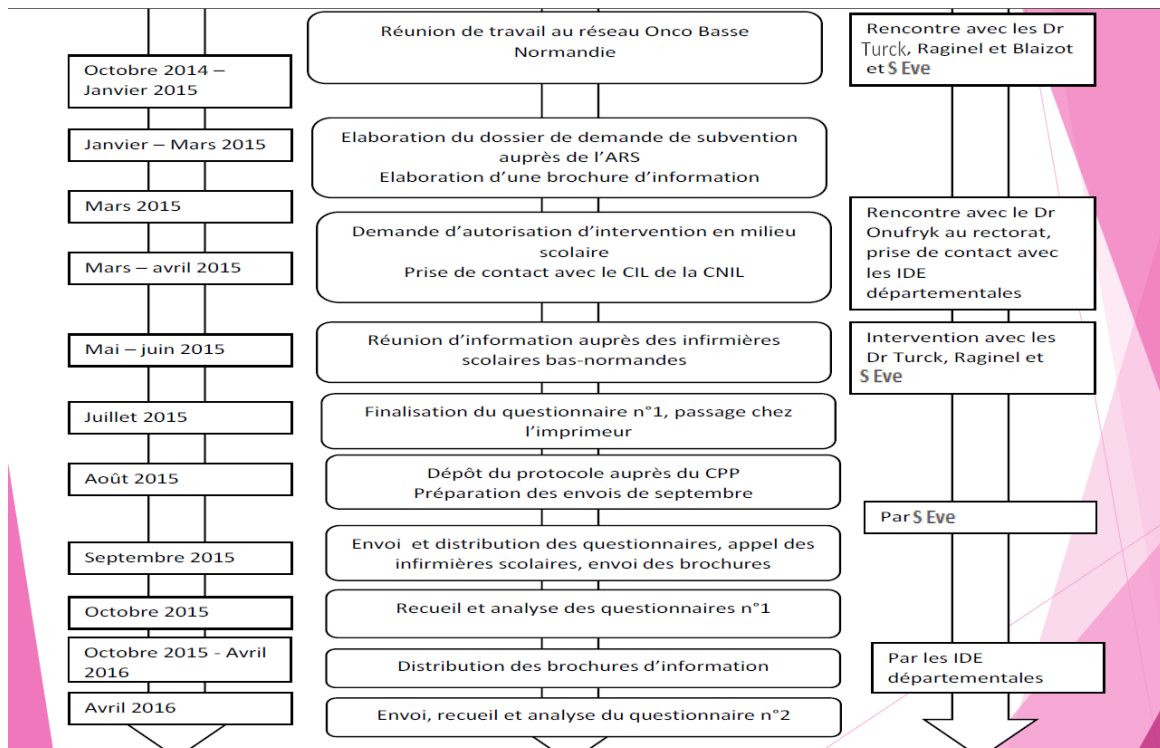 Réunion de travail au réseau Onco Basse
Normandie
Rencontre avec les Dr
Turck, Raginel et Blaizot
et S Eve
Octobre 2014 –
Janvier 2015
Janvier – Mars 2015
Elaboration du dossier de demande de subvention
auprès de l'ARS
Elaboration d'une brochure d'information
Mars 2015
Mars – avril 2015
Demande d'autorisation d'intervention en milieu
scolaire
Prise de contact avec le CIL de la CNIL
Rencontre avec le Dr
Onufryk au rectorat,
prise de contact avec
les IDE
départementales
Mai – juin 2015
Réunion d'information auprès des infirmières
scolaires bas-normandes
Intervention avec les
Dr Turck, Raginel et
S Eve
Juillet 2015
Finalisation du questionnaire n°1, passage chez
l'imprimeur
Août 2015
Dépôt du protocole auprès du CPP
Préparation des envois de septembre
Par S Eve
Septembre 2015
Envoi et distribution des questionnaires, appel des
infirmières scolaires, envoi des brochures
Octobre 2015
Recueil et analyse des questionnaires n°1
Octobre 2015 - Avril
2016
Distribution des brochures d'information
Par les IDE
départementales
Avril 2016
Envoi, recueil et analyse du questionnaire n°2